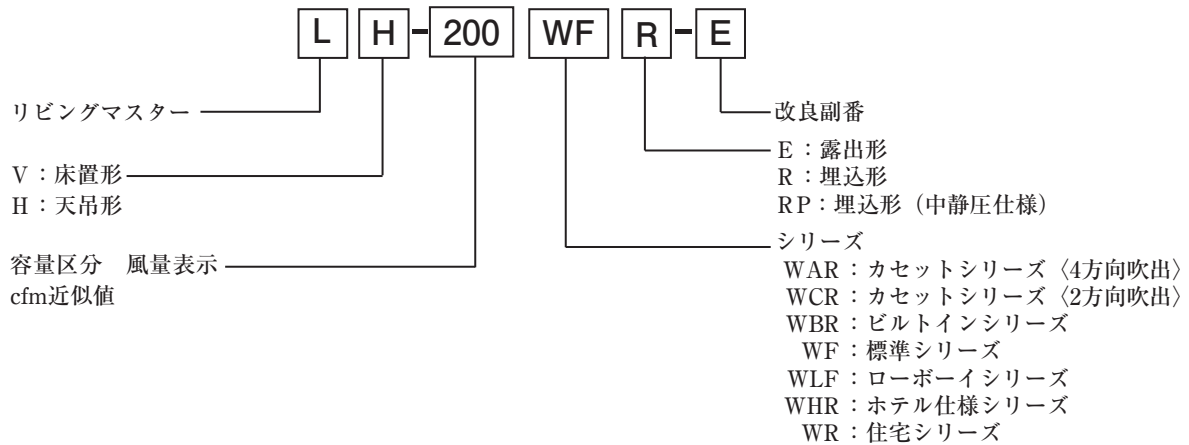 LH-200 WF R-E
リビングマスター
V：床置形
H：天吊形
容量区分　風量表示
cfm近似値
改良副番
E：露出形
R：埋込形
RP：埋込形（中静圧仕様）
シリーズ
WAR：カセットシリーズ〈4方向吹出〉
WCR：カセットシリーズ〈2方向吹出〉
WBR：ビルトインシリーズ
WF：標準シリーズ
WLF：ローボーイシリーズ
WHR：ホテル仕様シリーズ
WR：住宅シリーズ